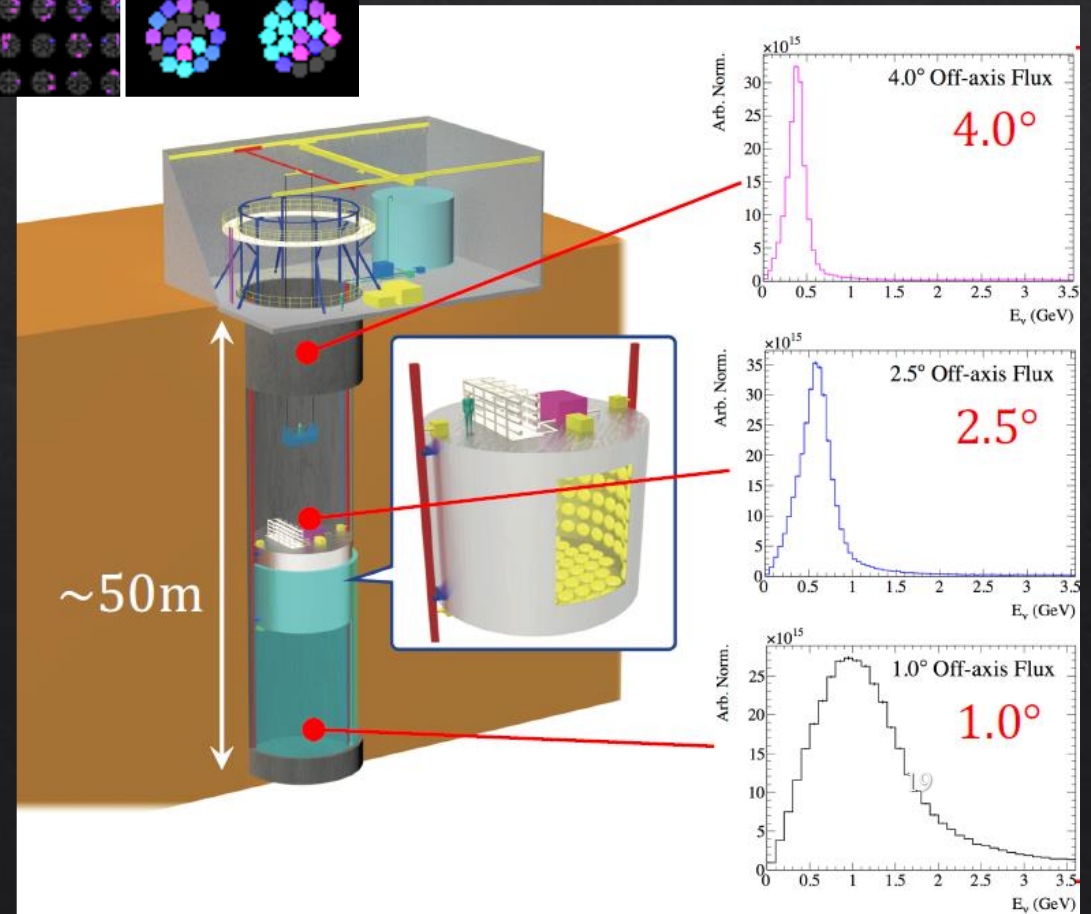 ×10¹⁵
Arb. Norm.
4.0° Off-axis Flux
4.0°
30
25
20
15
10
5
0
0 0.5 1 1.5 2 2.5 3 3.5
Eν (GeV)
~50m
×10¹⁵
Arb. Norm.
2.5° Off-axis Flux
2.5°
35
30
25
20
15
10
5
0
0 0.5 1 1.5 2 2.5 3 3.5
Eν (GeV)
×10¹⁵
Arb. Norm.
1.0° Off-axis Flux
1.0°
25
20
15
10
5
0
19
0 0.5 1 1.5 2 2.5 3 3.5
Eν (GeV)